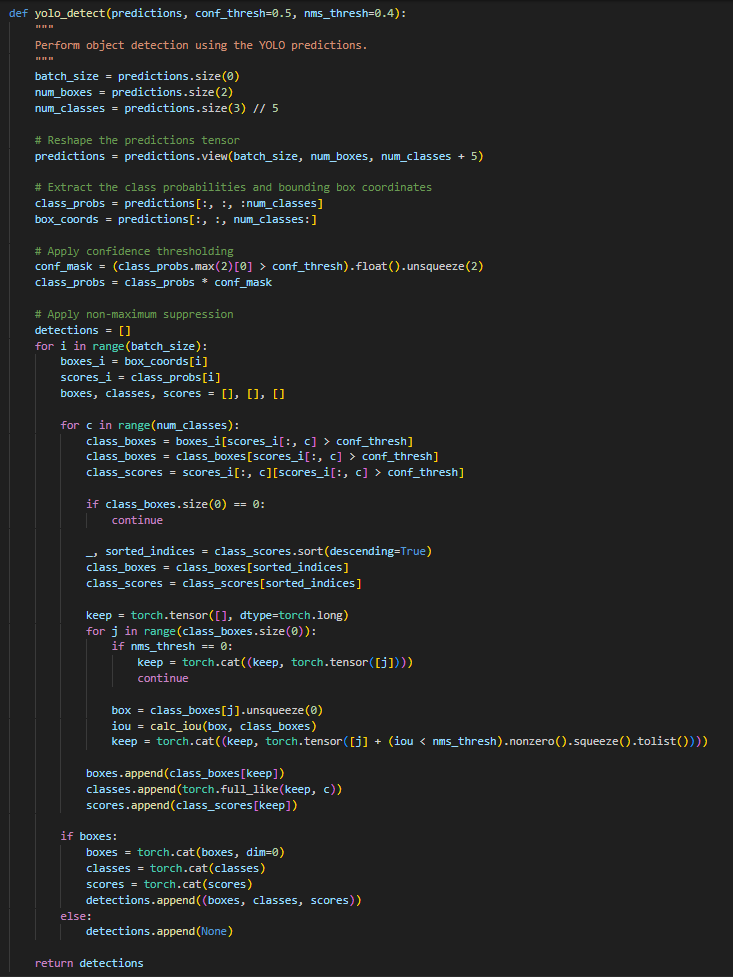 def yolo_detect(predictions, conf_thresh=0.5, nms_thresh=0.4):
    """
    Perform object detection using the YOLO predictions.
    """
    batch_size = predictions.size(0)
    num_boxes = predictions.size(2)
    num_classes = predictions.size(3) // 5

    # Reshape the predictions tensor
    predictions = predictions.view(batch_size, num_boxes, num_classes + 5)

    # Extract the class probabilities and bounding box coordinates
    class_probs = predictions[:, :, :num_classes]
    box_coords = predictions[:, :, num_classes:]

    # Apply confidence thresholding
    conf_mask = (class_probs.max(2)[0] > conf_thresh).float().unsqueeze(2)
    class_probs = class_probs * conf_mask

    # Apply non-maximum suppression
    detections = []
    for i in range(batch_size):
        boxes_i = box_coords[i]
        scores_i = class_probs[i]
        boxes, classes, scores = [], [], []

        for c in range(num_classes):
            class_boxes = boxes_i[scores_i[:, c] > conf_thresh]
            class_boxes = class_boxes[scores_i[:, c] > conf_thresh]
            class_scores = scores_i[:, c][scores_i[:, c] > conf_thresh]

            if class_boxes.size(0) == 0:
                continue

            _, sorted_indices = class_scores.sort(descending=True)
            class_boxes = class_boxes[sorted_indices]
            class_scores = class_scores[sorted_indices]

            keep = torch.tensor([], dtype=torch.long)
            for j in range(class_boxes.size(0)):
                if nms_thresh == 0:
                    keep = torch.cat((keep, torch.tensor([j])))
                    continue

                box = class_boxes[j].unsqueeze(0)
                iou = calc_iou(box, class_boxes)
                keep = torch.cat((keep, torch.tensor([j] + (iou < nms_thresh).nonzero().squeeze().tolist())))

            boxes.append(class_boxes[keep])
            classes.append(torch.full_like(keep, c))
            scores.append(class_scores[keep])

        if boxes:
            boxes = torch.cat(boxes, dim=0)
            classes = torch.cat(classes)
            scores = torch.cat(scores)
            detections.append((boxes, classes, scores))
        else:
            detections.append(None)

    return detections